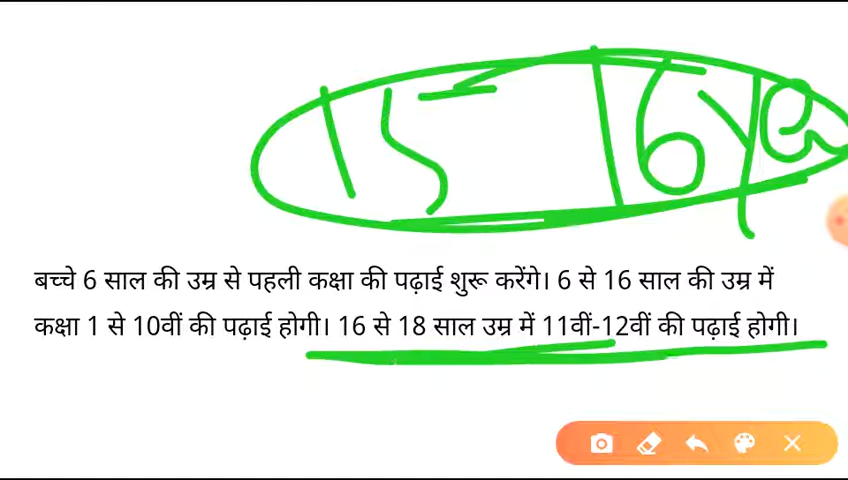 15 - 16 ye
बच्चे 6 साल की उम्र से पहली कक्षा की पढ़ाई शुरू करेंगे। 6 से 16 साल की उम्र में
कक्षा 1 से 10वीं की पढ़ाई होगी। 16 से 18 साल उम्र में 11वीं-12वीं की पढ़ाई होगी।